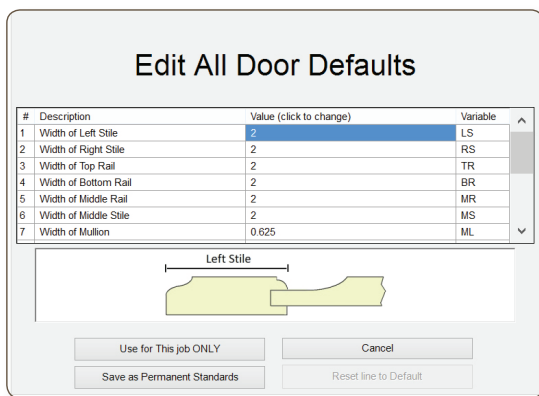 Edit All Door Defaults
# Description Value (click to change) Variable
1 Width of Left Stile 2 LS
2 Width of Right Stile 2 RS
3 Width of Top Rail 2 TR
4 Width of Bottom Rail 2 BR
5 Width of Middle Rail 2 MR
6 Width of Middle Stile 2 MS
7 Width of Mullion 0.625 ML
Left Stile
Use for This job ONLY Cancel
Save as Permanent Standards Reset line to Default